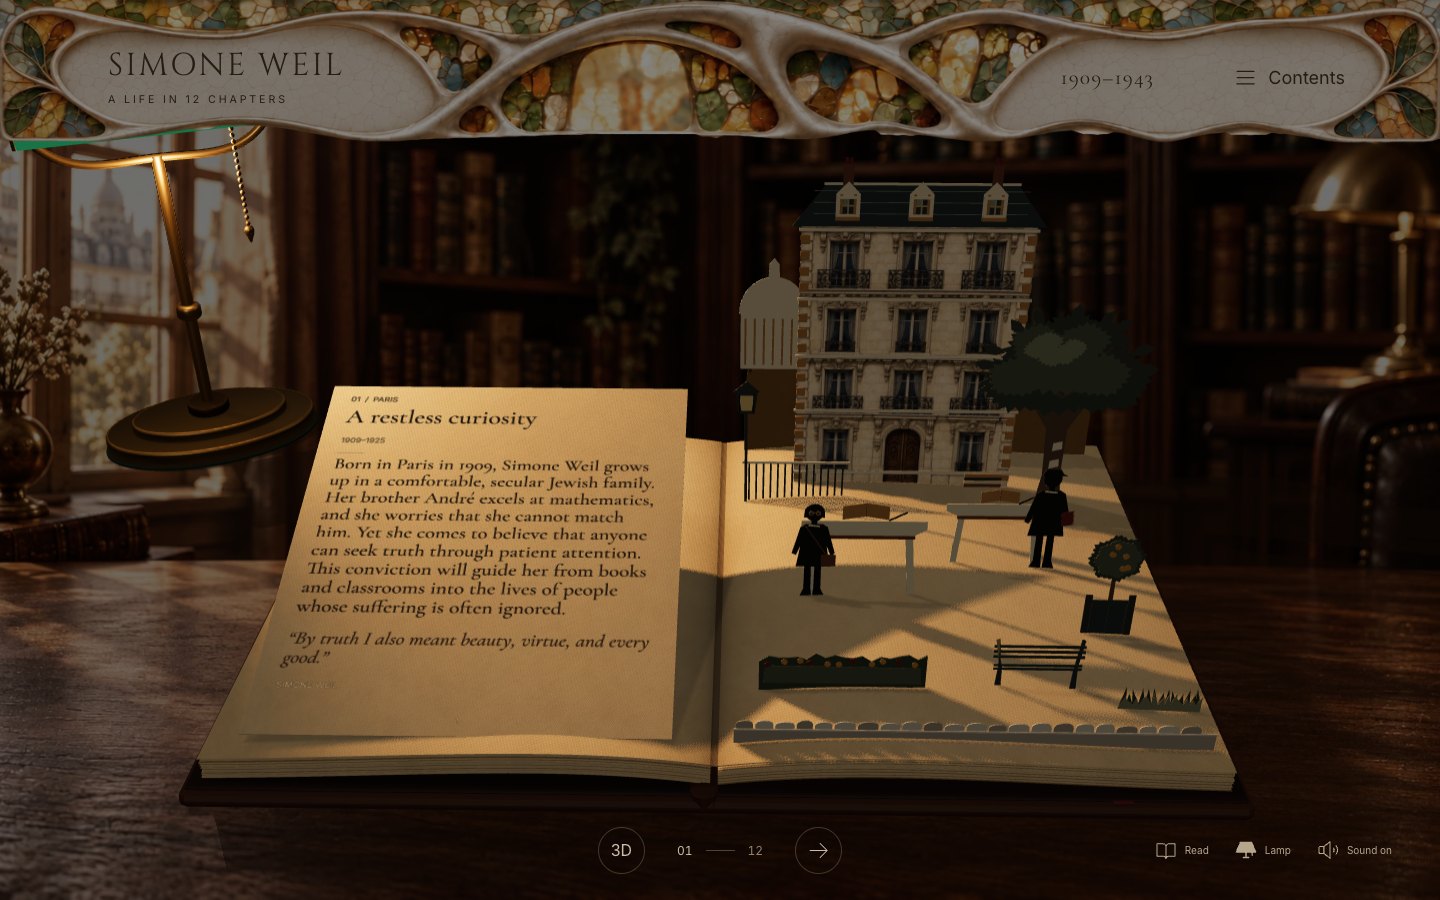 SIMONE WEIL
A LIFE IN 12 CHAPTERS
1909–1943
Contents
01 / PARIS
A restless curiosity
1909–1925
Born in Paris in 1909, Simone Weil grows
up in a comfortable, secular Jewish family.
Her brother André excels at mathematics,
and she worries that she cannot match
him. Yet she comes to believe that anyone
can seek truth through patient attention.
This conviction will guide her from books
and classrooms into the lives of people
whose suffering is often ignored.
“By truth I also meant beauty, virtue, and every
good.”
SIMONE WEIL
3D
01
12
Read
Lamp
Sound on